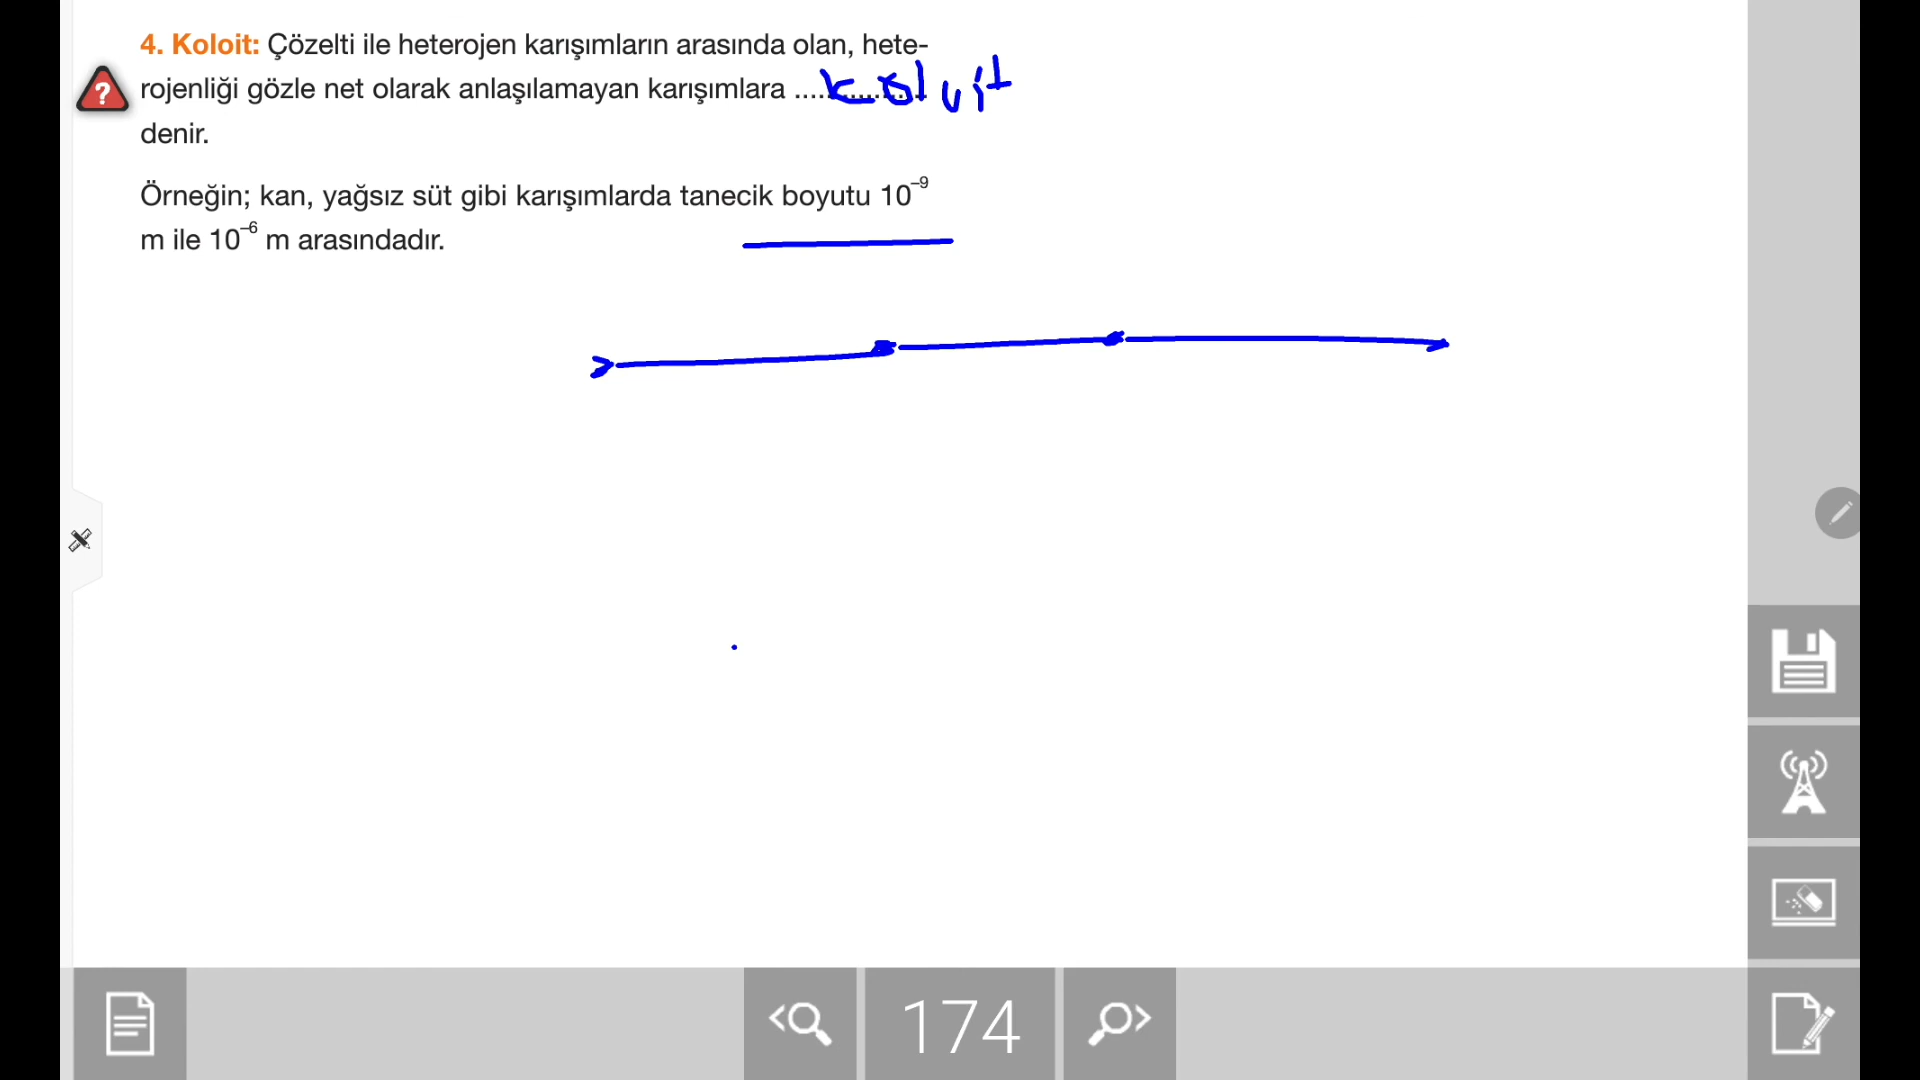 4. Koloit: Çözelti ile heterojen karışımların arasında olan, hete-
rojenliği gözle net olarak anlaşılamayan karışımlara .................. koloit
denir.
Örneğin; kan, yağsız süt gibi karışımlarda tanecik boyutu 10⁻⁹
m ile 10⁻⁶ m arasındadır.
174